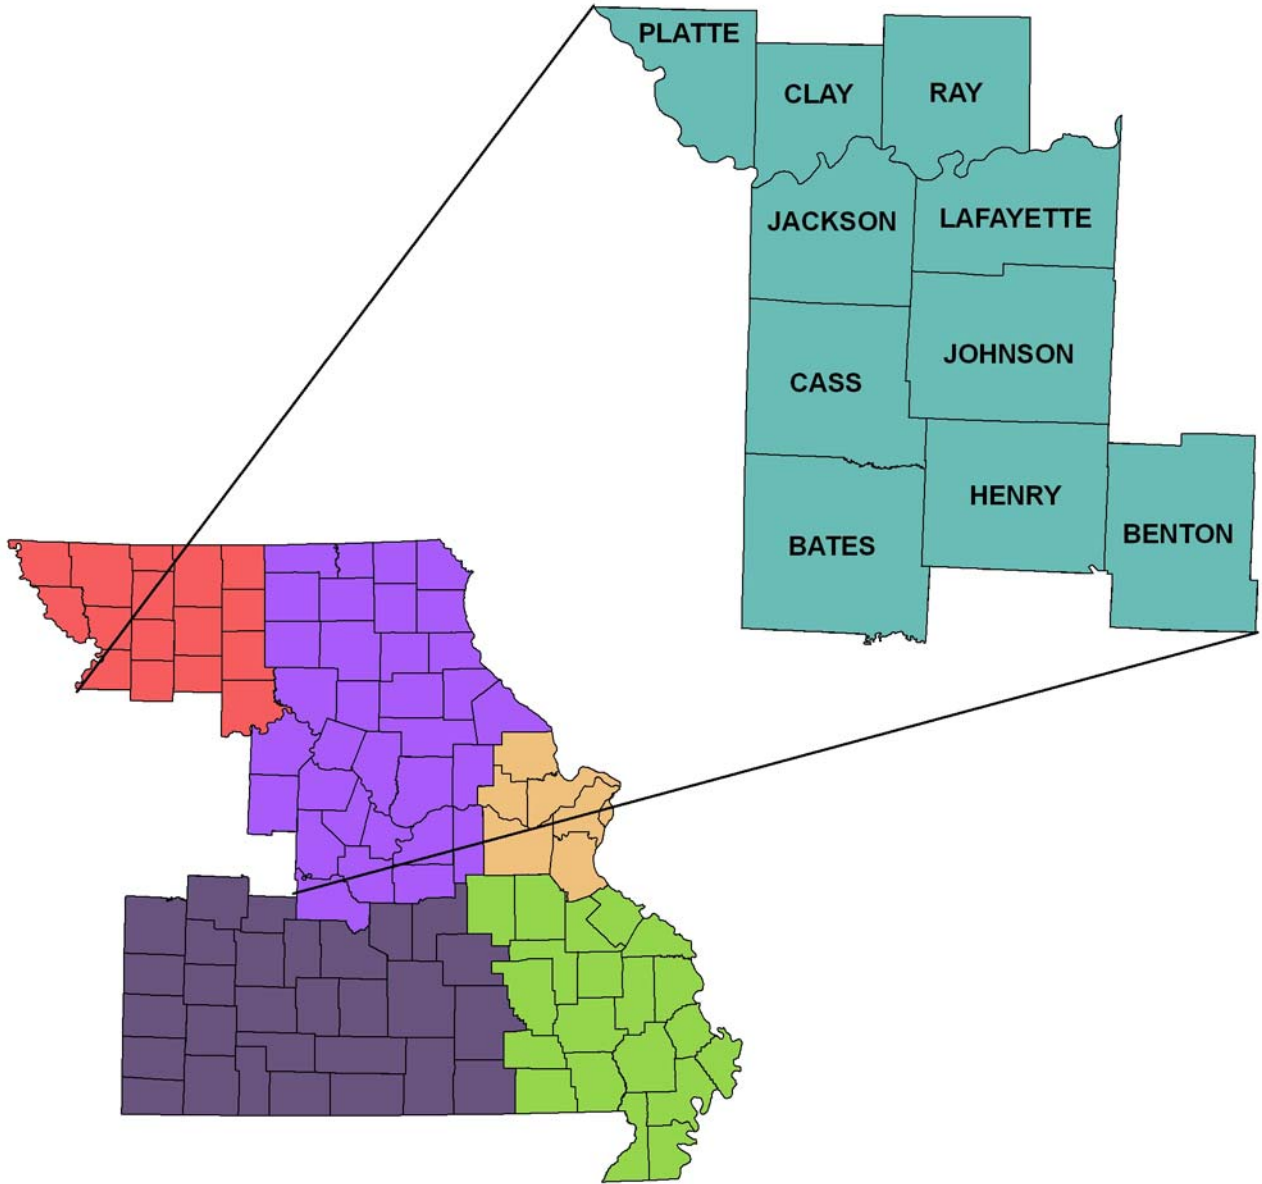 PLATTE
CLAY
RAY
JACKSON
LAFAYETTE
CASS
JOHNSON
BATES
HENRY
BENTON